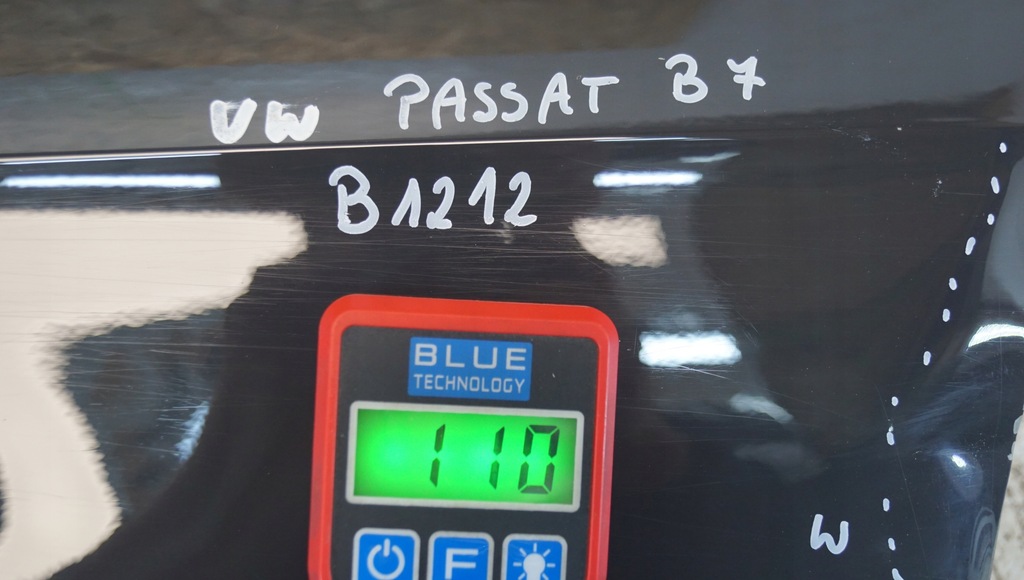 VW PASSAT B7
B1212
BLUE
TECHNOLOGY
110
F
W